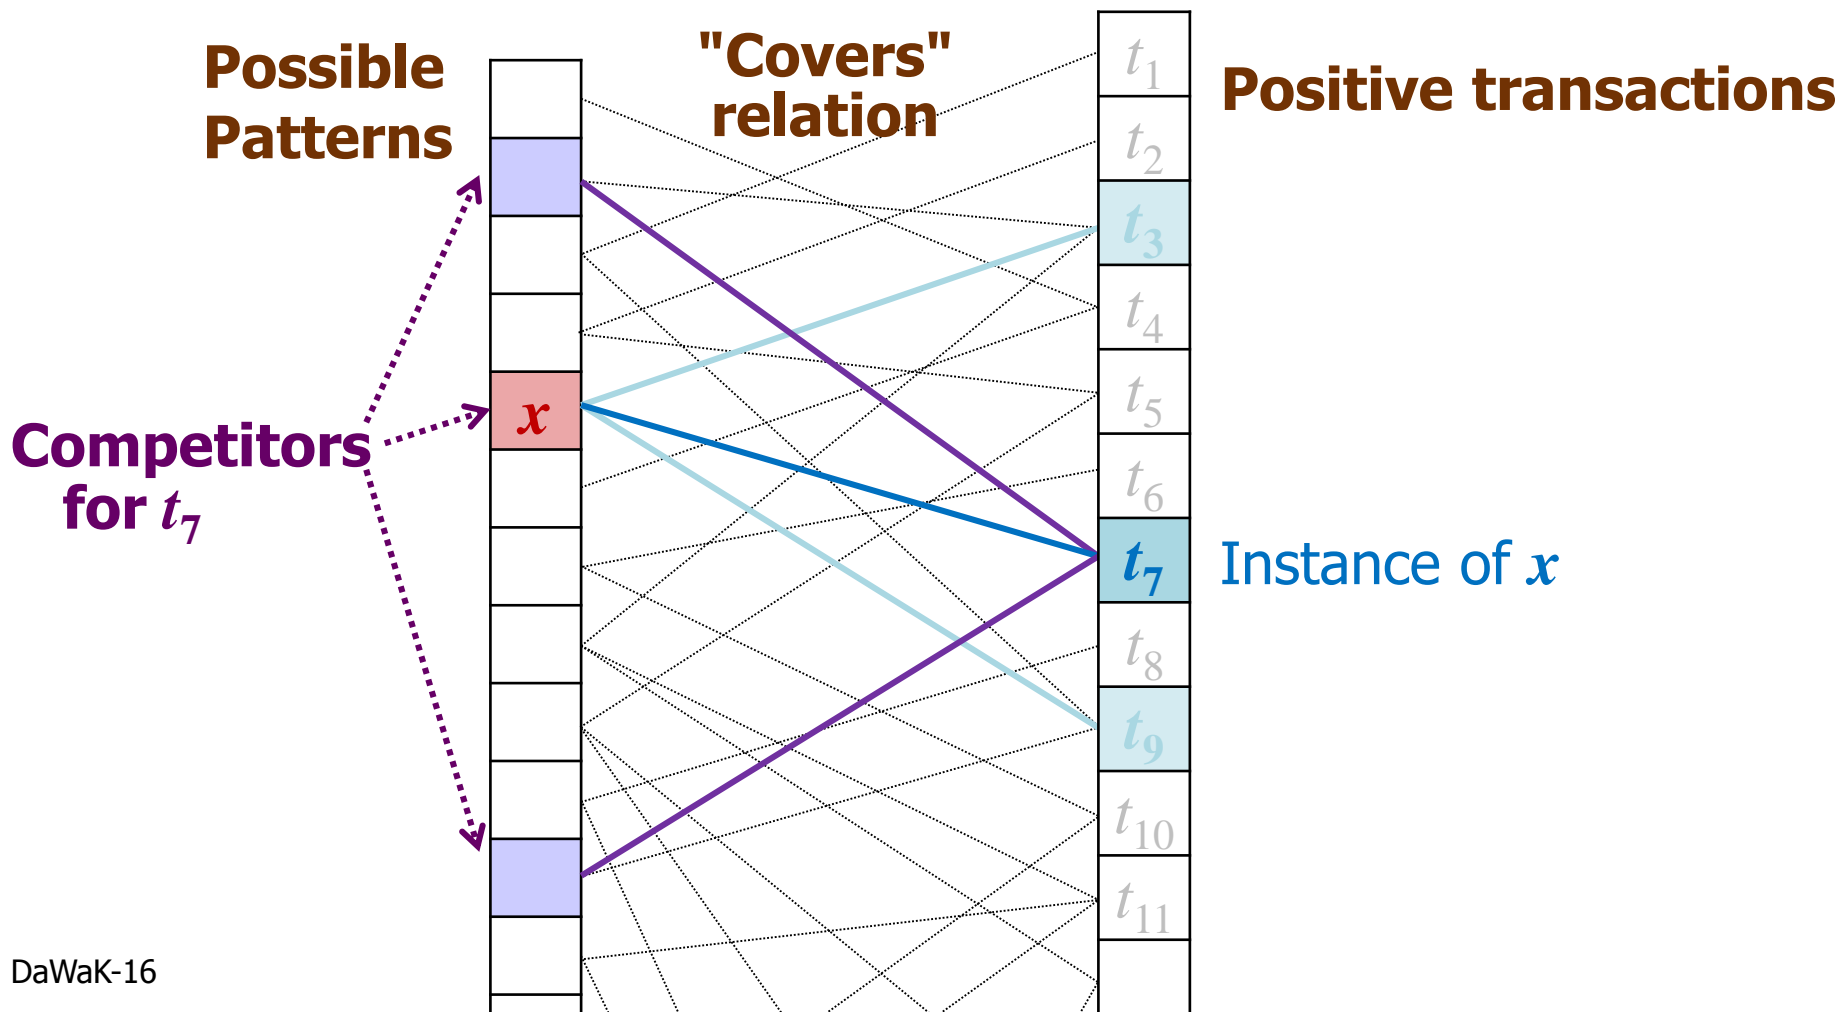 Possible
Patterns
"Covers"
relation
Positive transactions
t₁
t₂
t₃
t₄
t₅
t₆
t₇
t₈
t₉
t₁₀
t₁₁
x
Competitors
for t₇
Instance of x
DaWaK-16